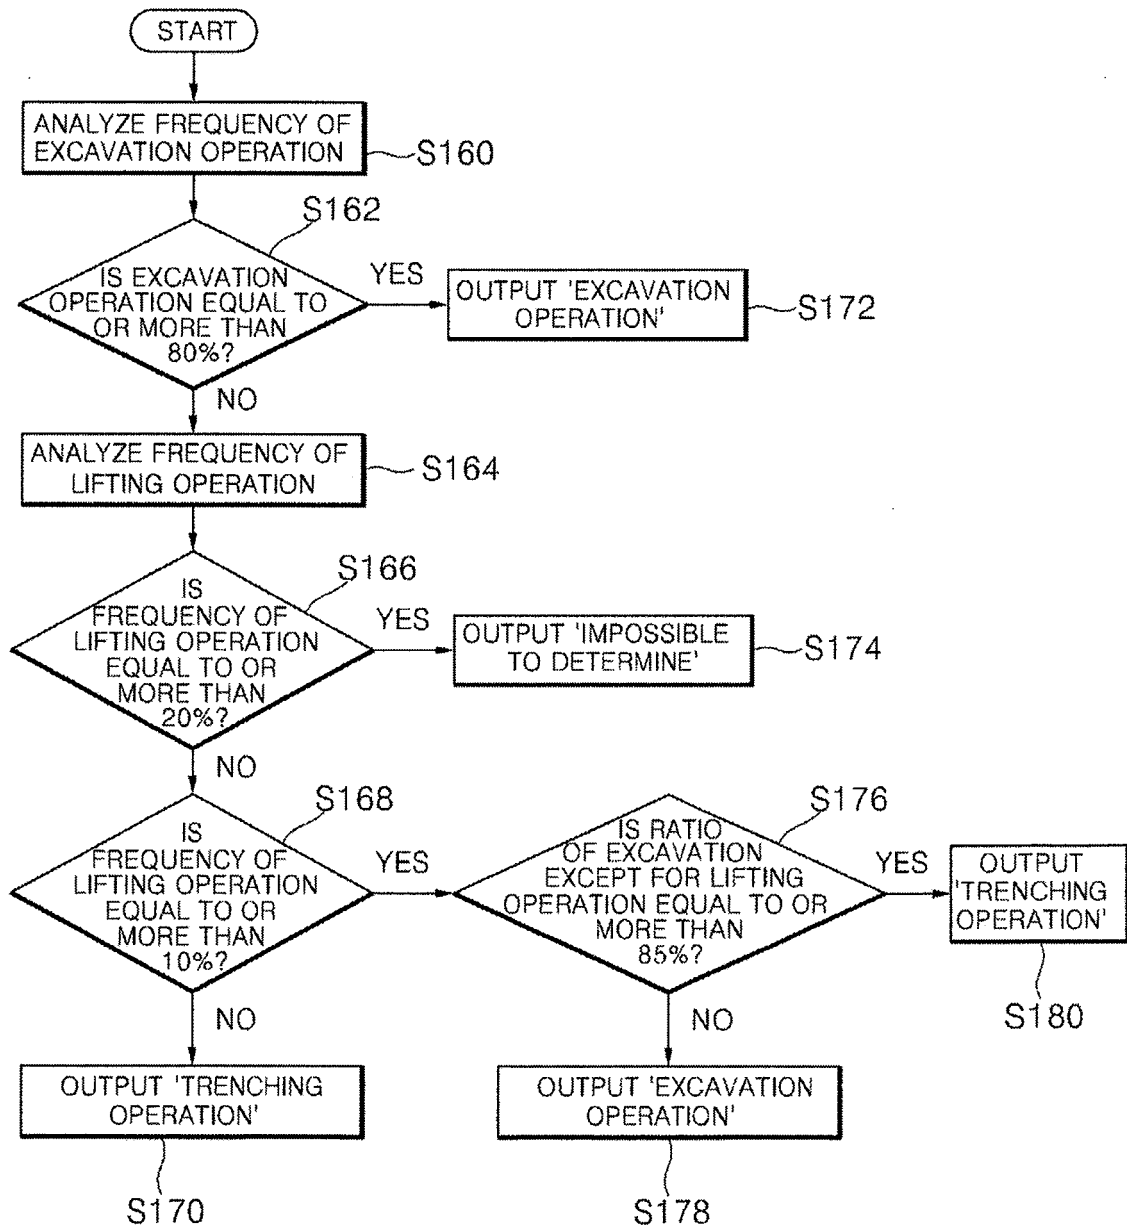 START
ANALYZE FREQUENCY OF
EXCAVATION OPERATION
S160
S162
IS EXCAVATION
OPERATION EQUAL TO
OR MORE THAN
80%?
YES
OUTPUT 'EXCAVATION
OPERATION'
S172
NO
ANALYZE FREQUENCY OF
LIFTING OPERATION
S164
S166
IS
FREQUENCY OF
LIFTING OPERATION
EQUAL TO OR
MORE THAN
20%?
YES
OUTPUT 'IMPOSSIBLE
TO DETERMINE'
S174
NO
S168
IS
FREQUENCY OF
LIFTING OPERATION
EQUAL TO OR
MORE THAN
10%?
YES
S176
IS RATIO
OF EXCAVATION
EXCEPT FOR LIFTING
OPERATION EQUAL TO OR
MORE THAN
85%?
YES
OUTPUT
'TRENCHING
OPERATION'
S180
NO
OUTPUT 'TRENCHING
OPERATION'
S170
NO
OUTPUT 'EXCAVATION
OPERATION'
S178